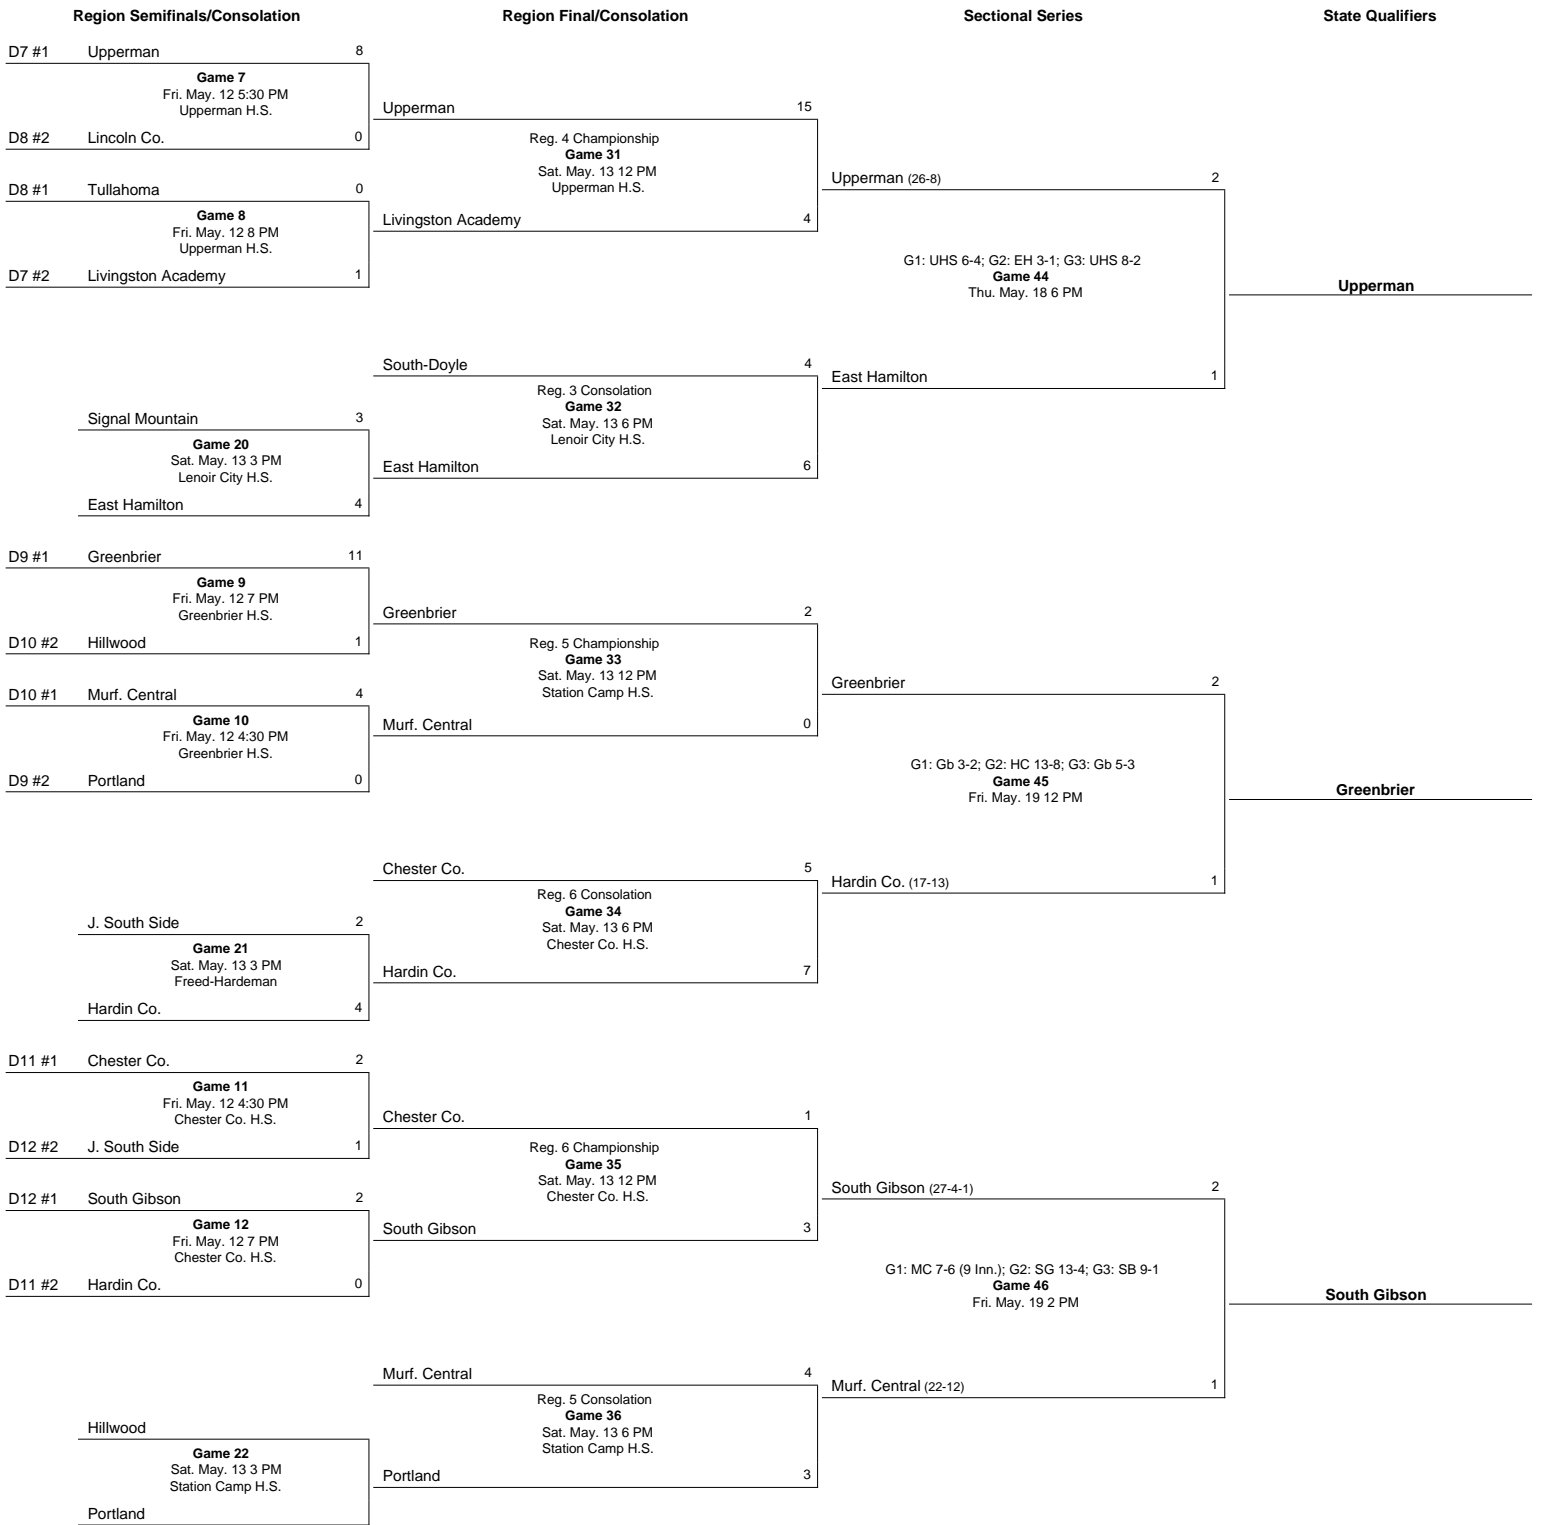 Region Semifinals/Consolation
Region Final/Consolation
Sectional Series
State Qualifiers
D7 #1 Upperman 8
Game 7
Fri. May. 12 5:30 PM
Upperman H.S.
D8 #2 Lincoln Co. 0
Upperman 15
Reg. 4 Championship
Game 31
Sat. May. 13 12 PM
Upperman H.S.
Livingston Academy 4
D8 #1 Tullahoma 0
Game 8
Fri. May. 12 8 PM
Upperman H.S.
D7 #2 Livingston Academy 1
Upperman (26-8) 2
G1: UHS 6-4; G2: EH 3-1; G3: UHS 8-2
Game 44
Thu. May. 18 6 PM
East Hamilton 1
Upperman
South-Doyle 4
Reg. 3 Consolation
Game 32
Sat. May. 13 6 PM
Lenoir City H.S.
East Hamilton 6
Signal Mountain 3
Game 20
Sat. May. 13 3 PM
Lenoir City H.S.
East Hamilton 4
D9 #1 Greenbrier 11
Game 9
Fri. May. 12 7 PM
Greenbrier H.S.
D10 #2 Hillwood 1
Greenbrier 2
Reg. 5 Championship
Game 33
Sat. May. 13 12 PM
Station Camp H.S.
Murf. Central 0
D10 #1 Murf. Central 4
Game 10
Fri. May. 12 4:30 PM
Greenbrier H.S.
D9 #2 Portland 0
Greenbrier 2
G1: Gb 3-2; G2: HC 13-8; G3: Gb 5-3
Game 45
Fri. May. 19 12 PM
Hardin Co. (17-13) 1
Greenbrier
Chester Co. 5
Reg. 6 Consolation
Game 34
Sat. May. 13 6 PM
Chester Co. H.S.
Hardin Co. 7
J. South Side 2
Game 21
Sat. May. 13 3 PM
Freed-Hardeman
Hardin Co. 4
D11 #1 Chester Co. 2
Game 11
Fri. May. 12 4:30 PM
Chester Co. H.S.
D12 #2 J. South Side 1
Chester Co. 1
Reg. 6 Championship
Game 35
Sat. May. 13 12 PM
Chester Co. H.S.
South Gibson 3
D12 #1 South Gibson 2
Game 12
Fri. May. 12 7 PM
Chester Co. H.S.
D11 #2 Hardin Co. 0
South Gibson (27-4-1) 2
G1: MC 7-6 (9 Inn.); G2: SG 13-4; G3: SB 9-1
Game 46
Fri. May. 19 2 PM
Murf. Central (22-12) 1
South Gibson
Murf. Central 4
Reg. 5 Consolation
Game 36
Sat. May. 13 6 PM
Station Camp H.S.
Portland 3
Hillwood
Game 22
Sat. May. 13 3 PM
Station Camp H.S.
Portland